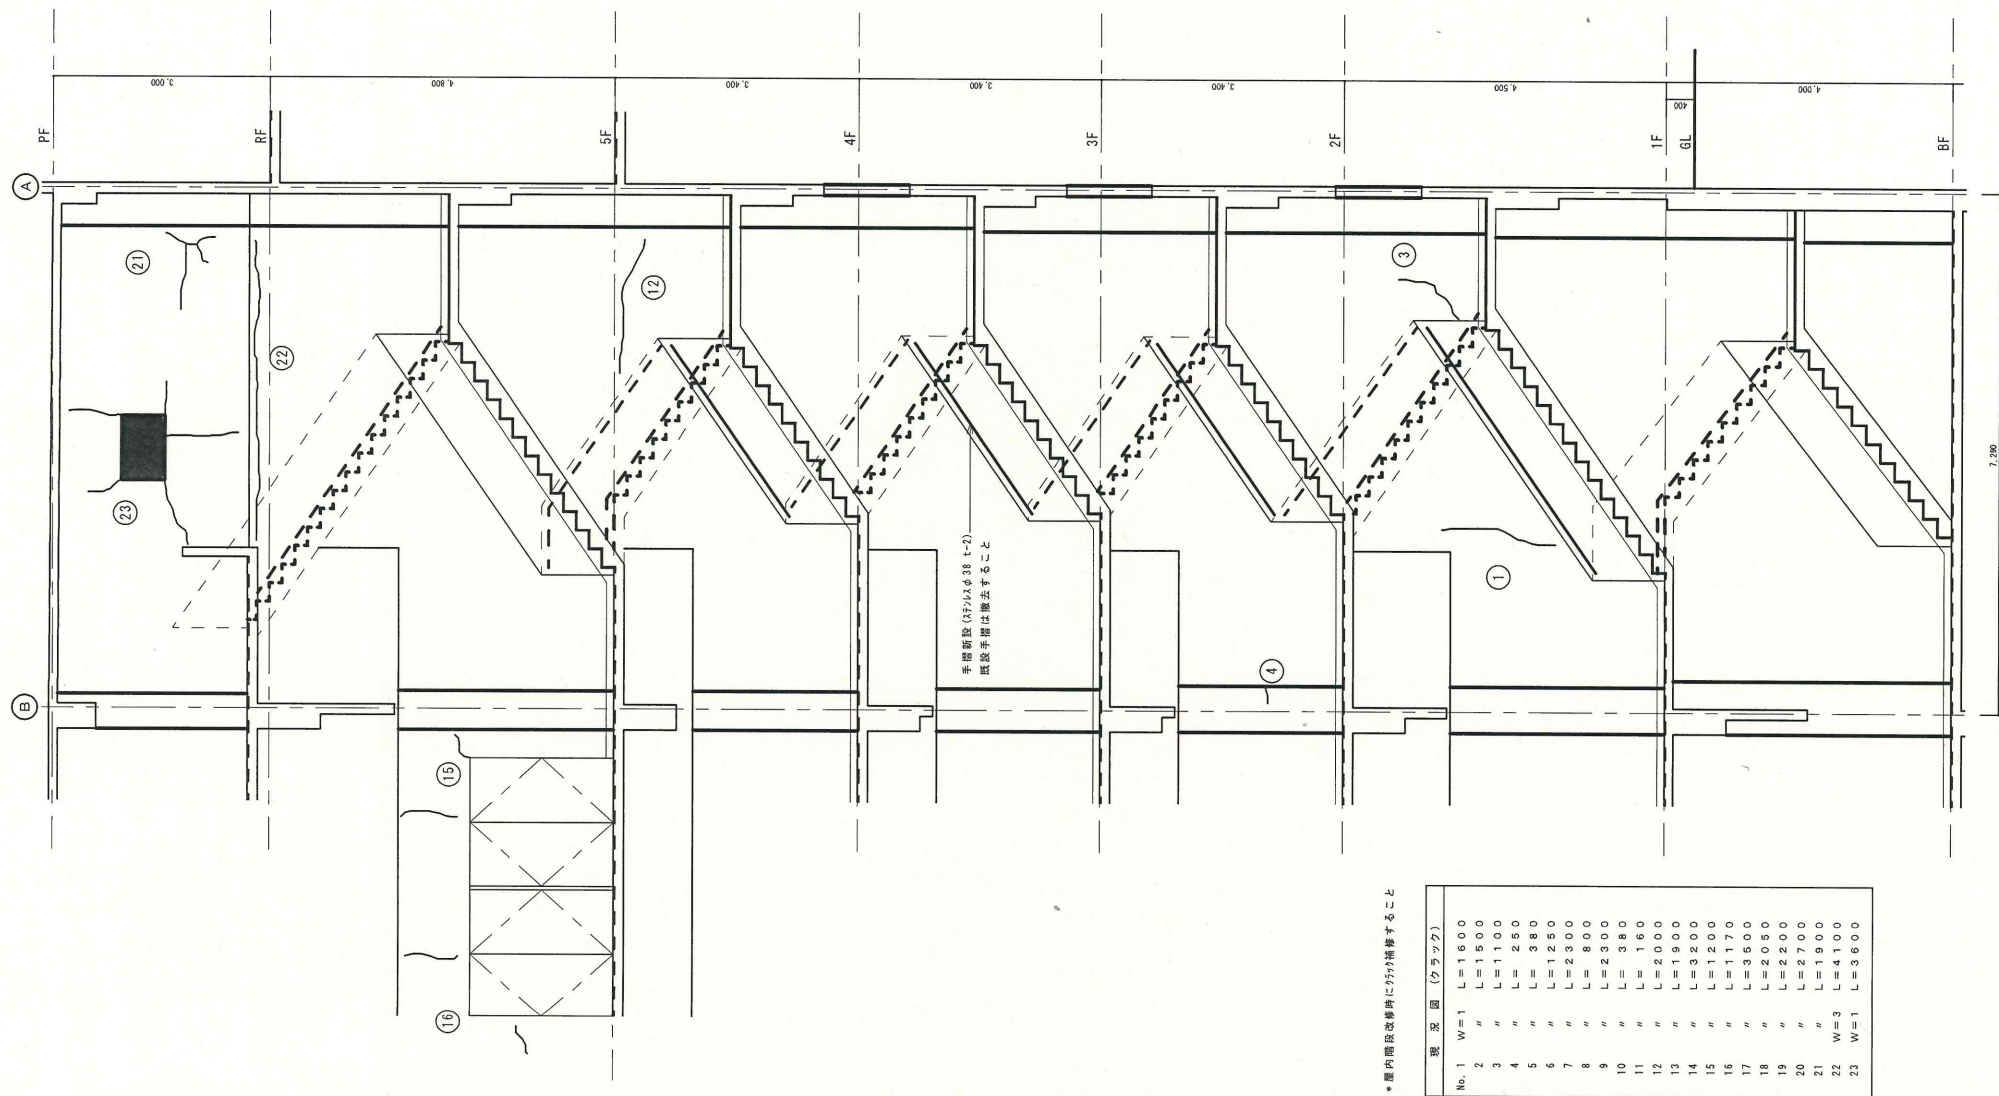 3,000
4,800
3,400
3,400
3,400
4,500
4,000
400
PF
RF
5F
4F
3F
2F
1F
GL
BF
A
B
7,290
21
22
23
12
3
1
4
15
16
手摺新設(ステンレスφ38 t-2)
既設手摺は撤去すること
*屋内階段改修時にクラック補修すること
現況図(クラック)
No. 1 W=1 L=1600
2 〃 L=1500
3 〃 L=1100
4 〃 L= 250
5 〃 L= 380
6 〃 L=1250
7 〃 L=2300
8 〃 L= 800
9 〃 L=2300
10 〃 L= 380
11 〃 L= 160
12 〃 L=2000
13 〃 L=1900
14 〃 L=3200
15 〃 L=1200
16 〃 L=1170
17 〃 L=3500
18 〃 L=2050
19 〃 L=2200
20 〃 L=2700
21 〃 L=1900
22 W=3 L=4100
23 W=1 L=3600